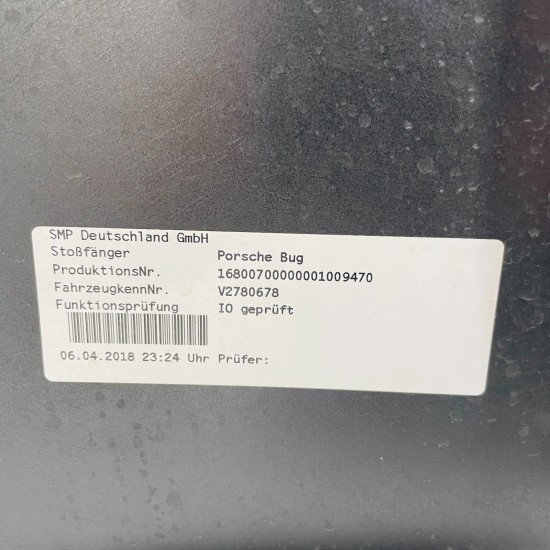 SMP Deutschland GmbH
Stoßfänger Porsche Bug
ProduktionsNr. 16800700000001009470
FahrzeugkennNr. V2780678
Funktionsprüfung IO geprüft
06.04.2018 23:24 Uhr Prüfer: